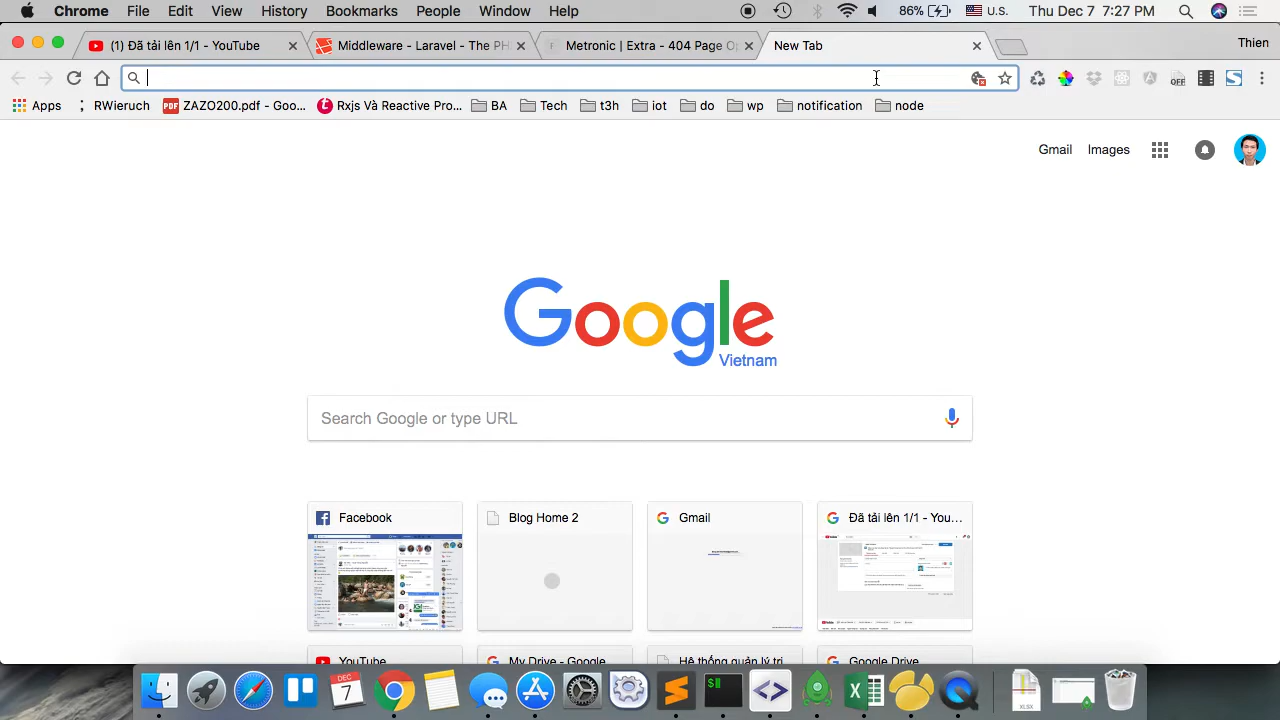 Chrome File Edit View History Bookmarks People Window Help 86% U.S. Thu Dec 7 7:27 PM
(1) Đã tải lên 1/1 - YouTube Middleware - Laravel - The PH Metronic | Extra - 404 Page Op New Tab Thien
Apps RWieruch ZAZO200.pdf - Goo... Rxjs Và Reactive Pro... BA Tech t3h iot do wp notification node
OFF
Gmail Images
Google
Vietnam
Search Google or type URL
Facebook Blog Home 2 Gmail Đã tải lên 1/1 - You...
YouTube My Drive - Google Hệ thống quản lý tri Google Drive
DEC
7
XLSX